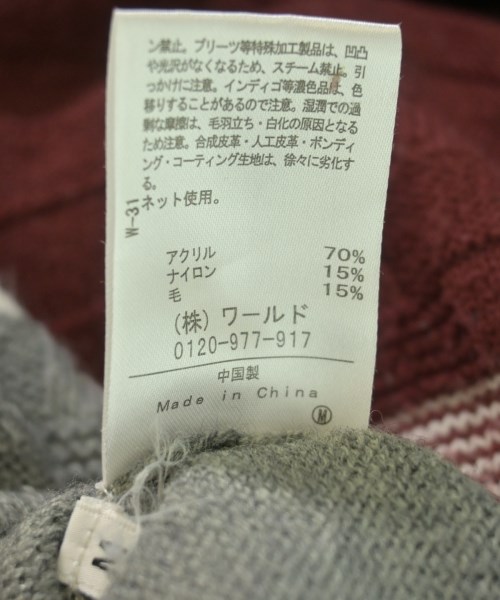 ン禁止。プリーツ等特殊加工製品は、凹凸
や光沢がなくなるため、スチーム禁止。引
っかけに注意。インディゴ等濃色品は、色
移りすることがあるので注意。湿潤での過
剰な摩擦は、毛羽立ち・白化の原因となる
ため注意。合成皮革・人工皮革・ボンディ
ング・コーティング生地は、徐々に劣化す
る。
ネット使用。
W-31
アクリル 70%
ナイロン 15%
毛 15%
(株) ワールド
0120-977-917
中国製
Made in China
M